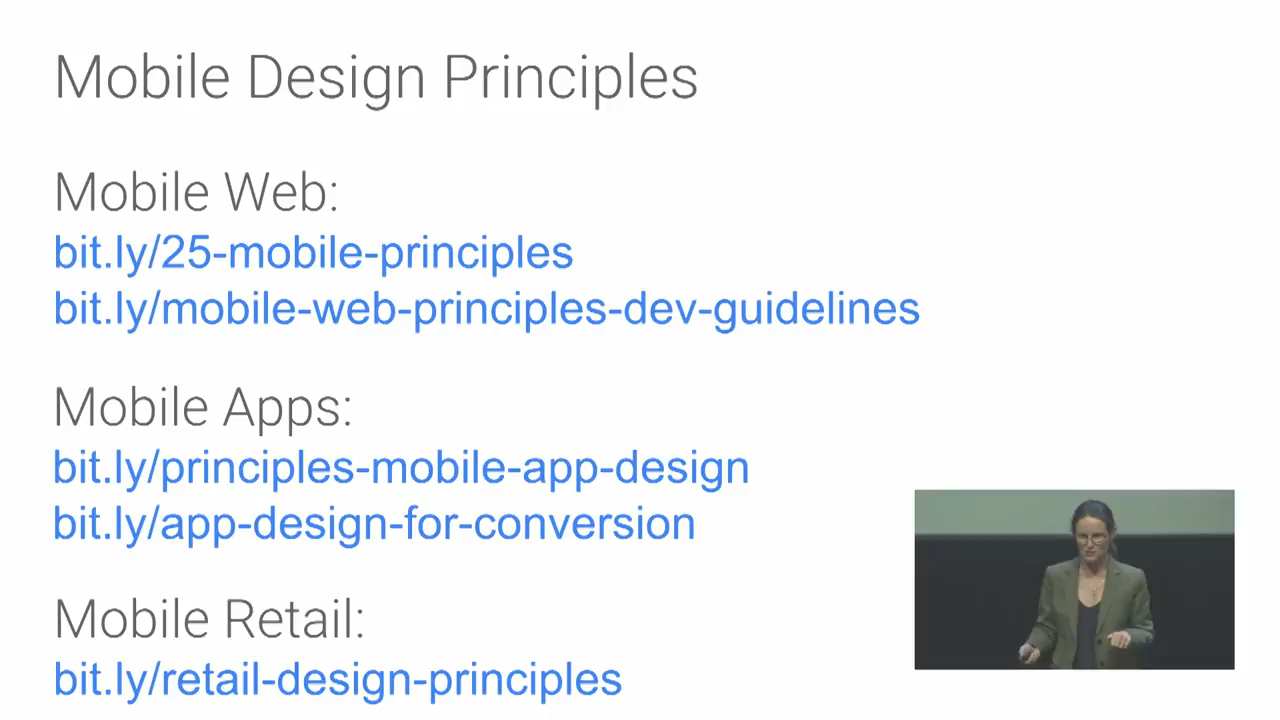 Mobile Design Principles
Mobile Web:
bit.ly/25-mobile-principles
bit.ly/mobile-web-principles-dev-guidelines
Mobile Apps:
bit.ly/principles-mobile-app-design
bit.ly/app-design-for-conversion
Mobile Retail:
bit.ly/retail-design-principles